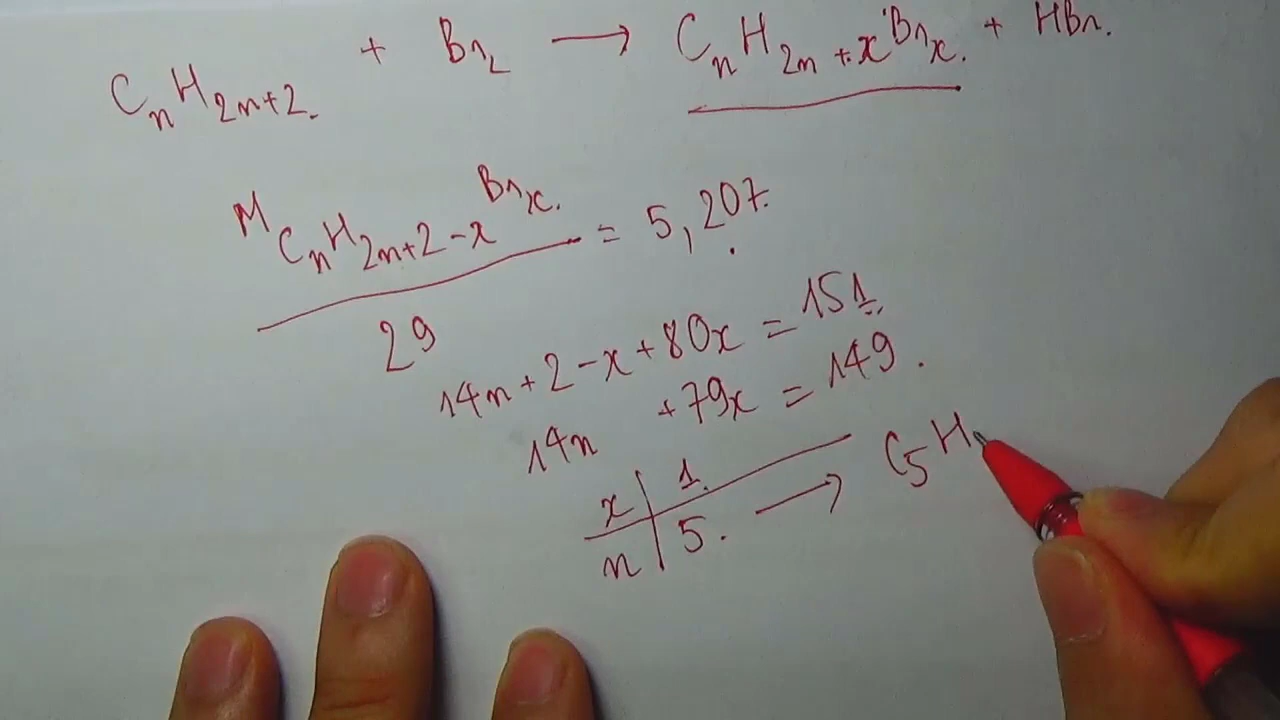 CₙH₂ₙ₊₂. + Br₂ ⟶ CₙH₂ₙ₊ₓBrₓ. + HBr.
M CₙH₂ₙ₊₂₋ₓBrₓ. / 29 = 5,207.
14n + 2 - x + 80x = 151
14n + 79x = 149.
x | 1.
n | 5. ⟶ C₅H